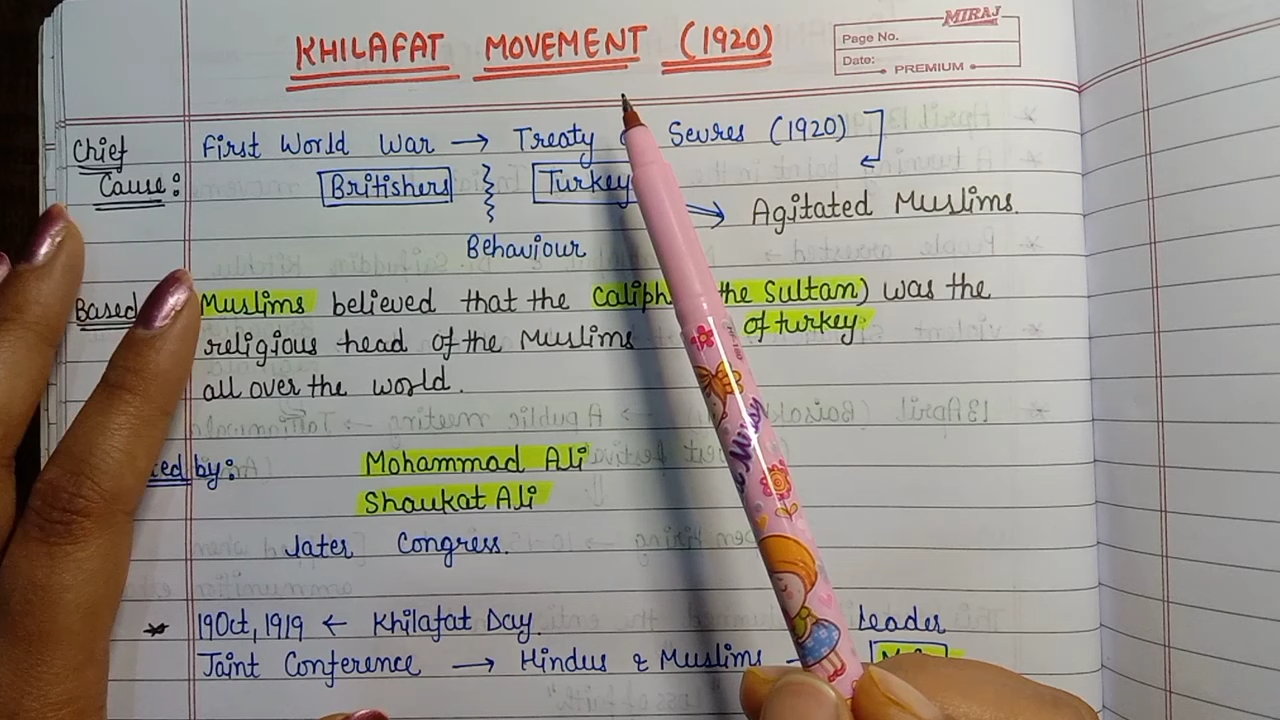 KHILAFAT MOVEMENT (1920)
MIRAJ
Page No.
Date:
PREMIUM
Chief Cause: First World War → Treaty Sevres (1920)
Britishers Turkey
→ Agitated Muslims.
Behaviour
Based Muslims believed that the Caliph the Sultan) was the
of turkey
religious head of the Muslims
all over the world.
by: Mohammad Ali
Shaukat Ali
later Congress.
* 19Oct, 1919 ← Khilafat Day.
leader
Joint Conference → Hindus & Muslims →